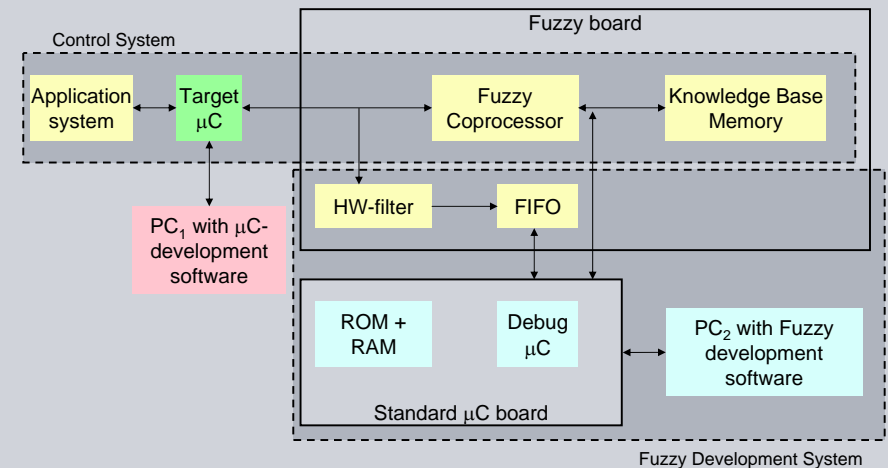 Fuzzy board
Control System
Application
system
Target
μC
Fuzzy
Coprocessor
Knowledge Base
Memory
HW-filter
FIFO
PC₁ with μC-
development
software
ROM +
RAM
Debug
μC
PC₂ with Fuzzy
development
software
Standard μC board
Fuzzy Development System